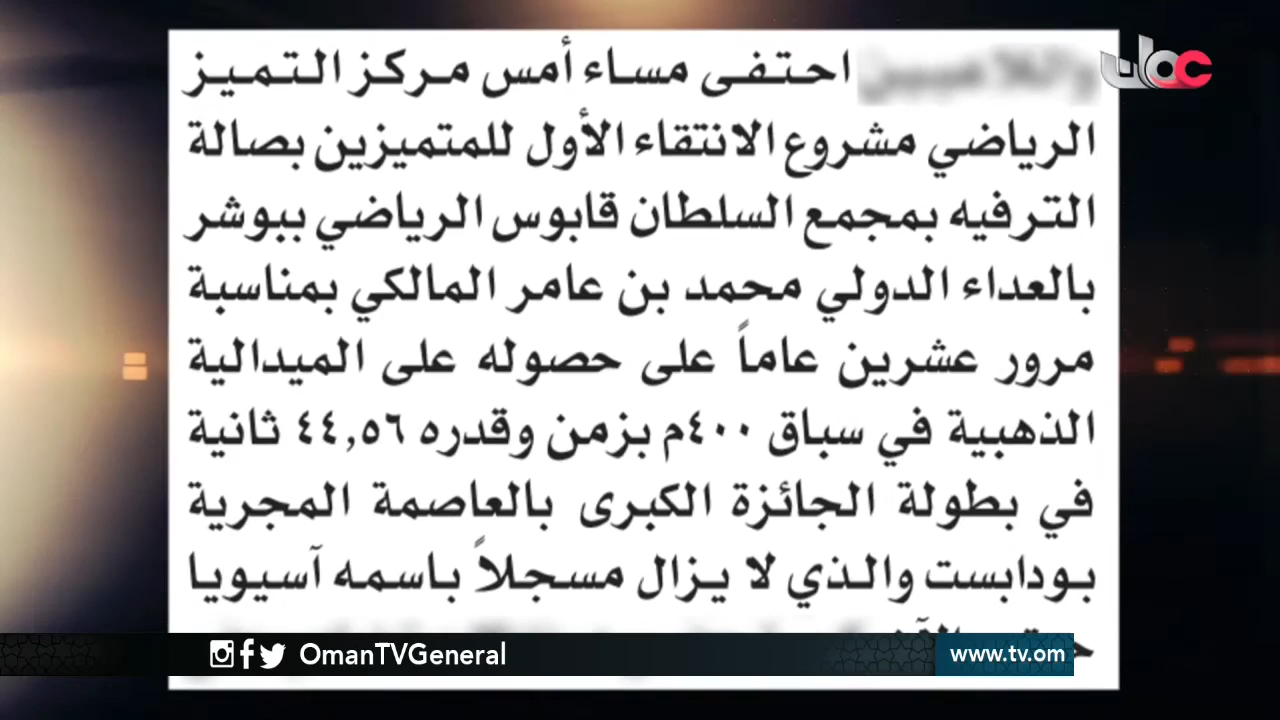 عمان
احتفى مساء أمس مركز التميز
الرياضي مشروع الانتقاء الأول للمتميزين بصالة
الترفيه بمجمع السلطان قابوس الرياضي ببوشر
بالعداء الدولي محمد بن عامر المالكي بمناسبة
مرور عشرين عاماً على حصوله على الميدالية
الذهبية في سباق ٤٠٠م بزمن وقدره ٤٤,٥٦ ثانية
في بطولة الجائزة الكبرى بالعاصمة المجرية
بودابست والذي لا يزال مسجلاً باسمه آسيويا
OmanTVGeneral
www.tv.om